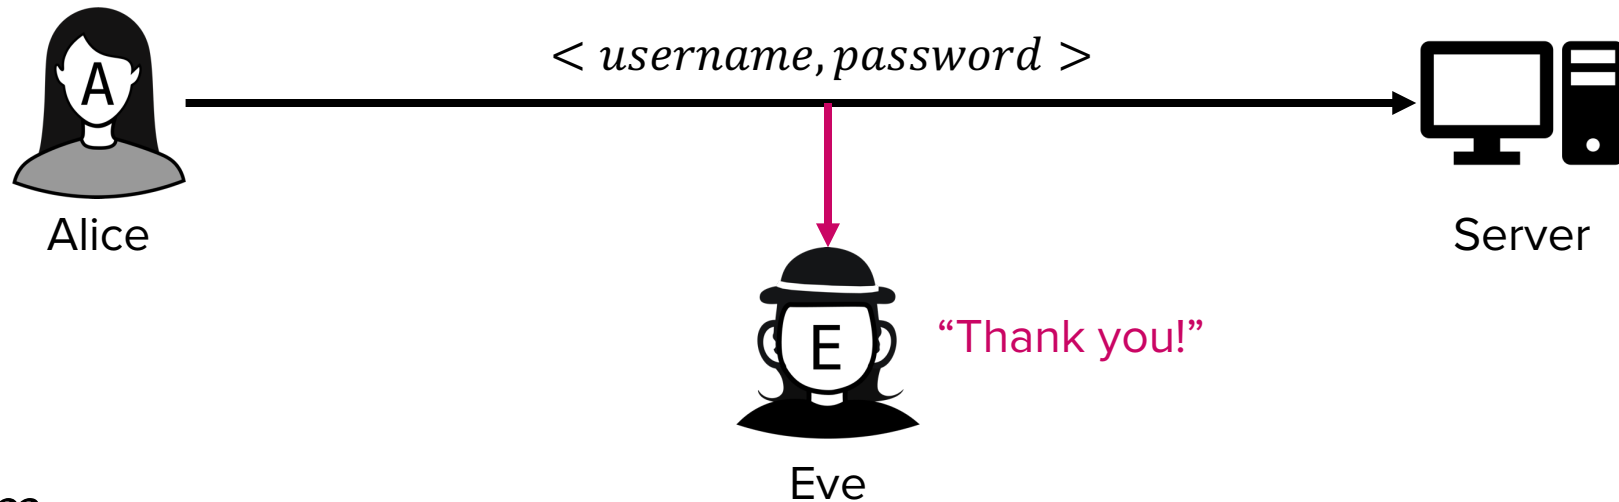 < username, password >
A
Alice
Server
E
“Thank you!”
Eve